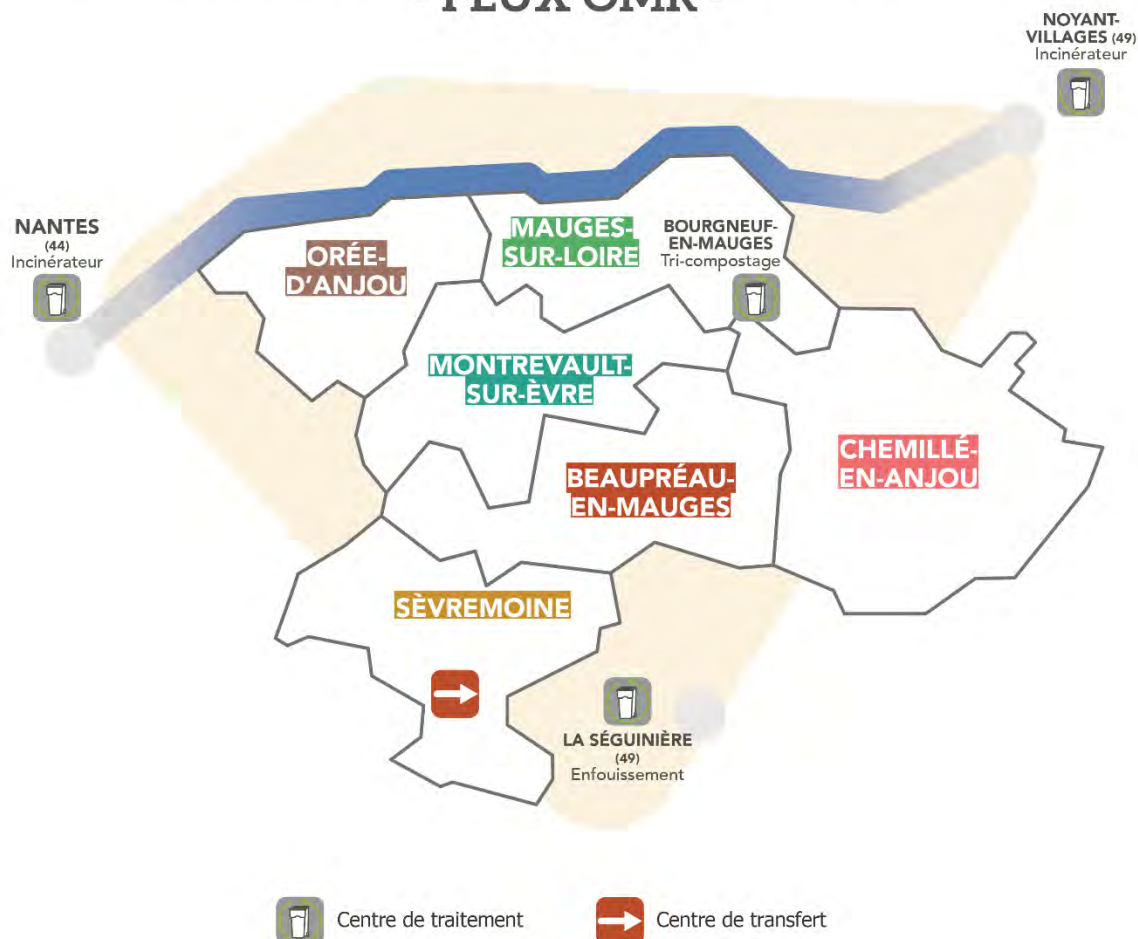 - FLUX OMR -
NOYANT-
VILLAGES (49)
Incinérateur
NANTES
(44)
Incinérateur
ORÉE-
D'ANJOU
MAUGES-
SUR-LOIRE
BOURGNEUF-
EN-MAUGES
Tri-compostage
MONTREVAULT-
SUR-ÈVRE
CHEMILLÉ-
EN-ANJOU
BEAUPRÉAU-
EN-MAUGES
SÈVREMOINE
LA SÉGUINIÈRE
(49)
Enfouissement
Centre de traitement
Centre de transfert